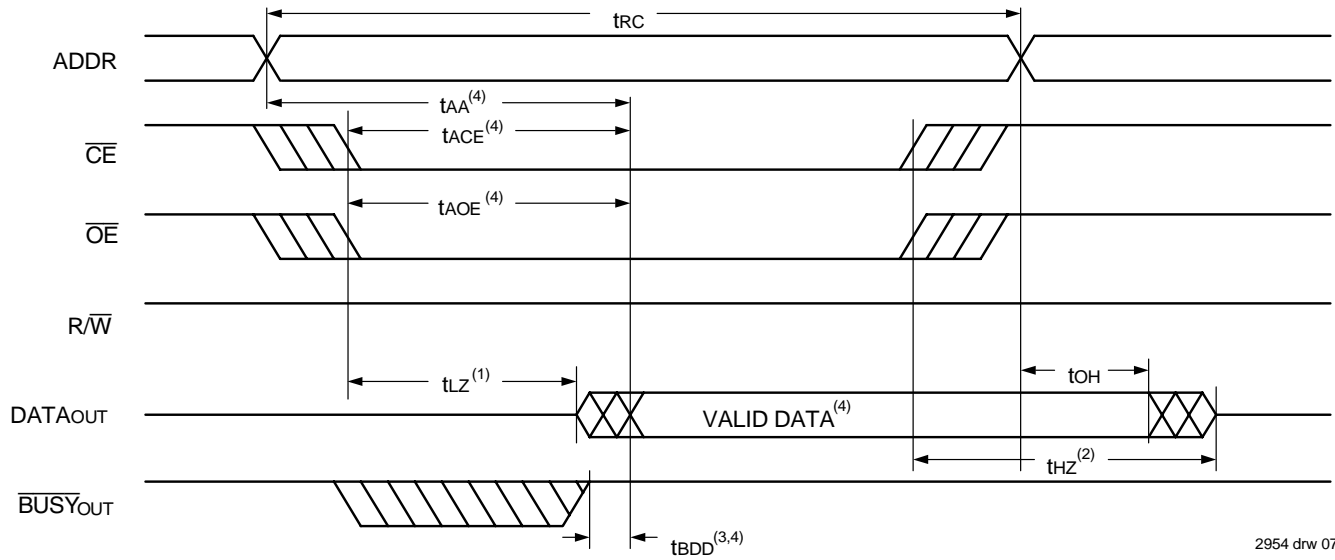 tRC
ADDR
tAA(4)
tACE(4)
CE
tAOE(4)
OE
R/W
tLZ(1)
tOH
DATAOUT
VALID DATA(4)
tHZ(2)
BUSYOUT
tBDD(3,4)
2954 drw 07